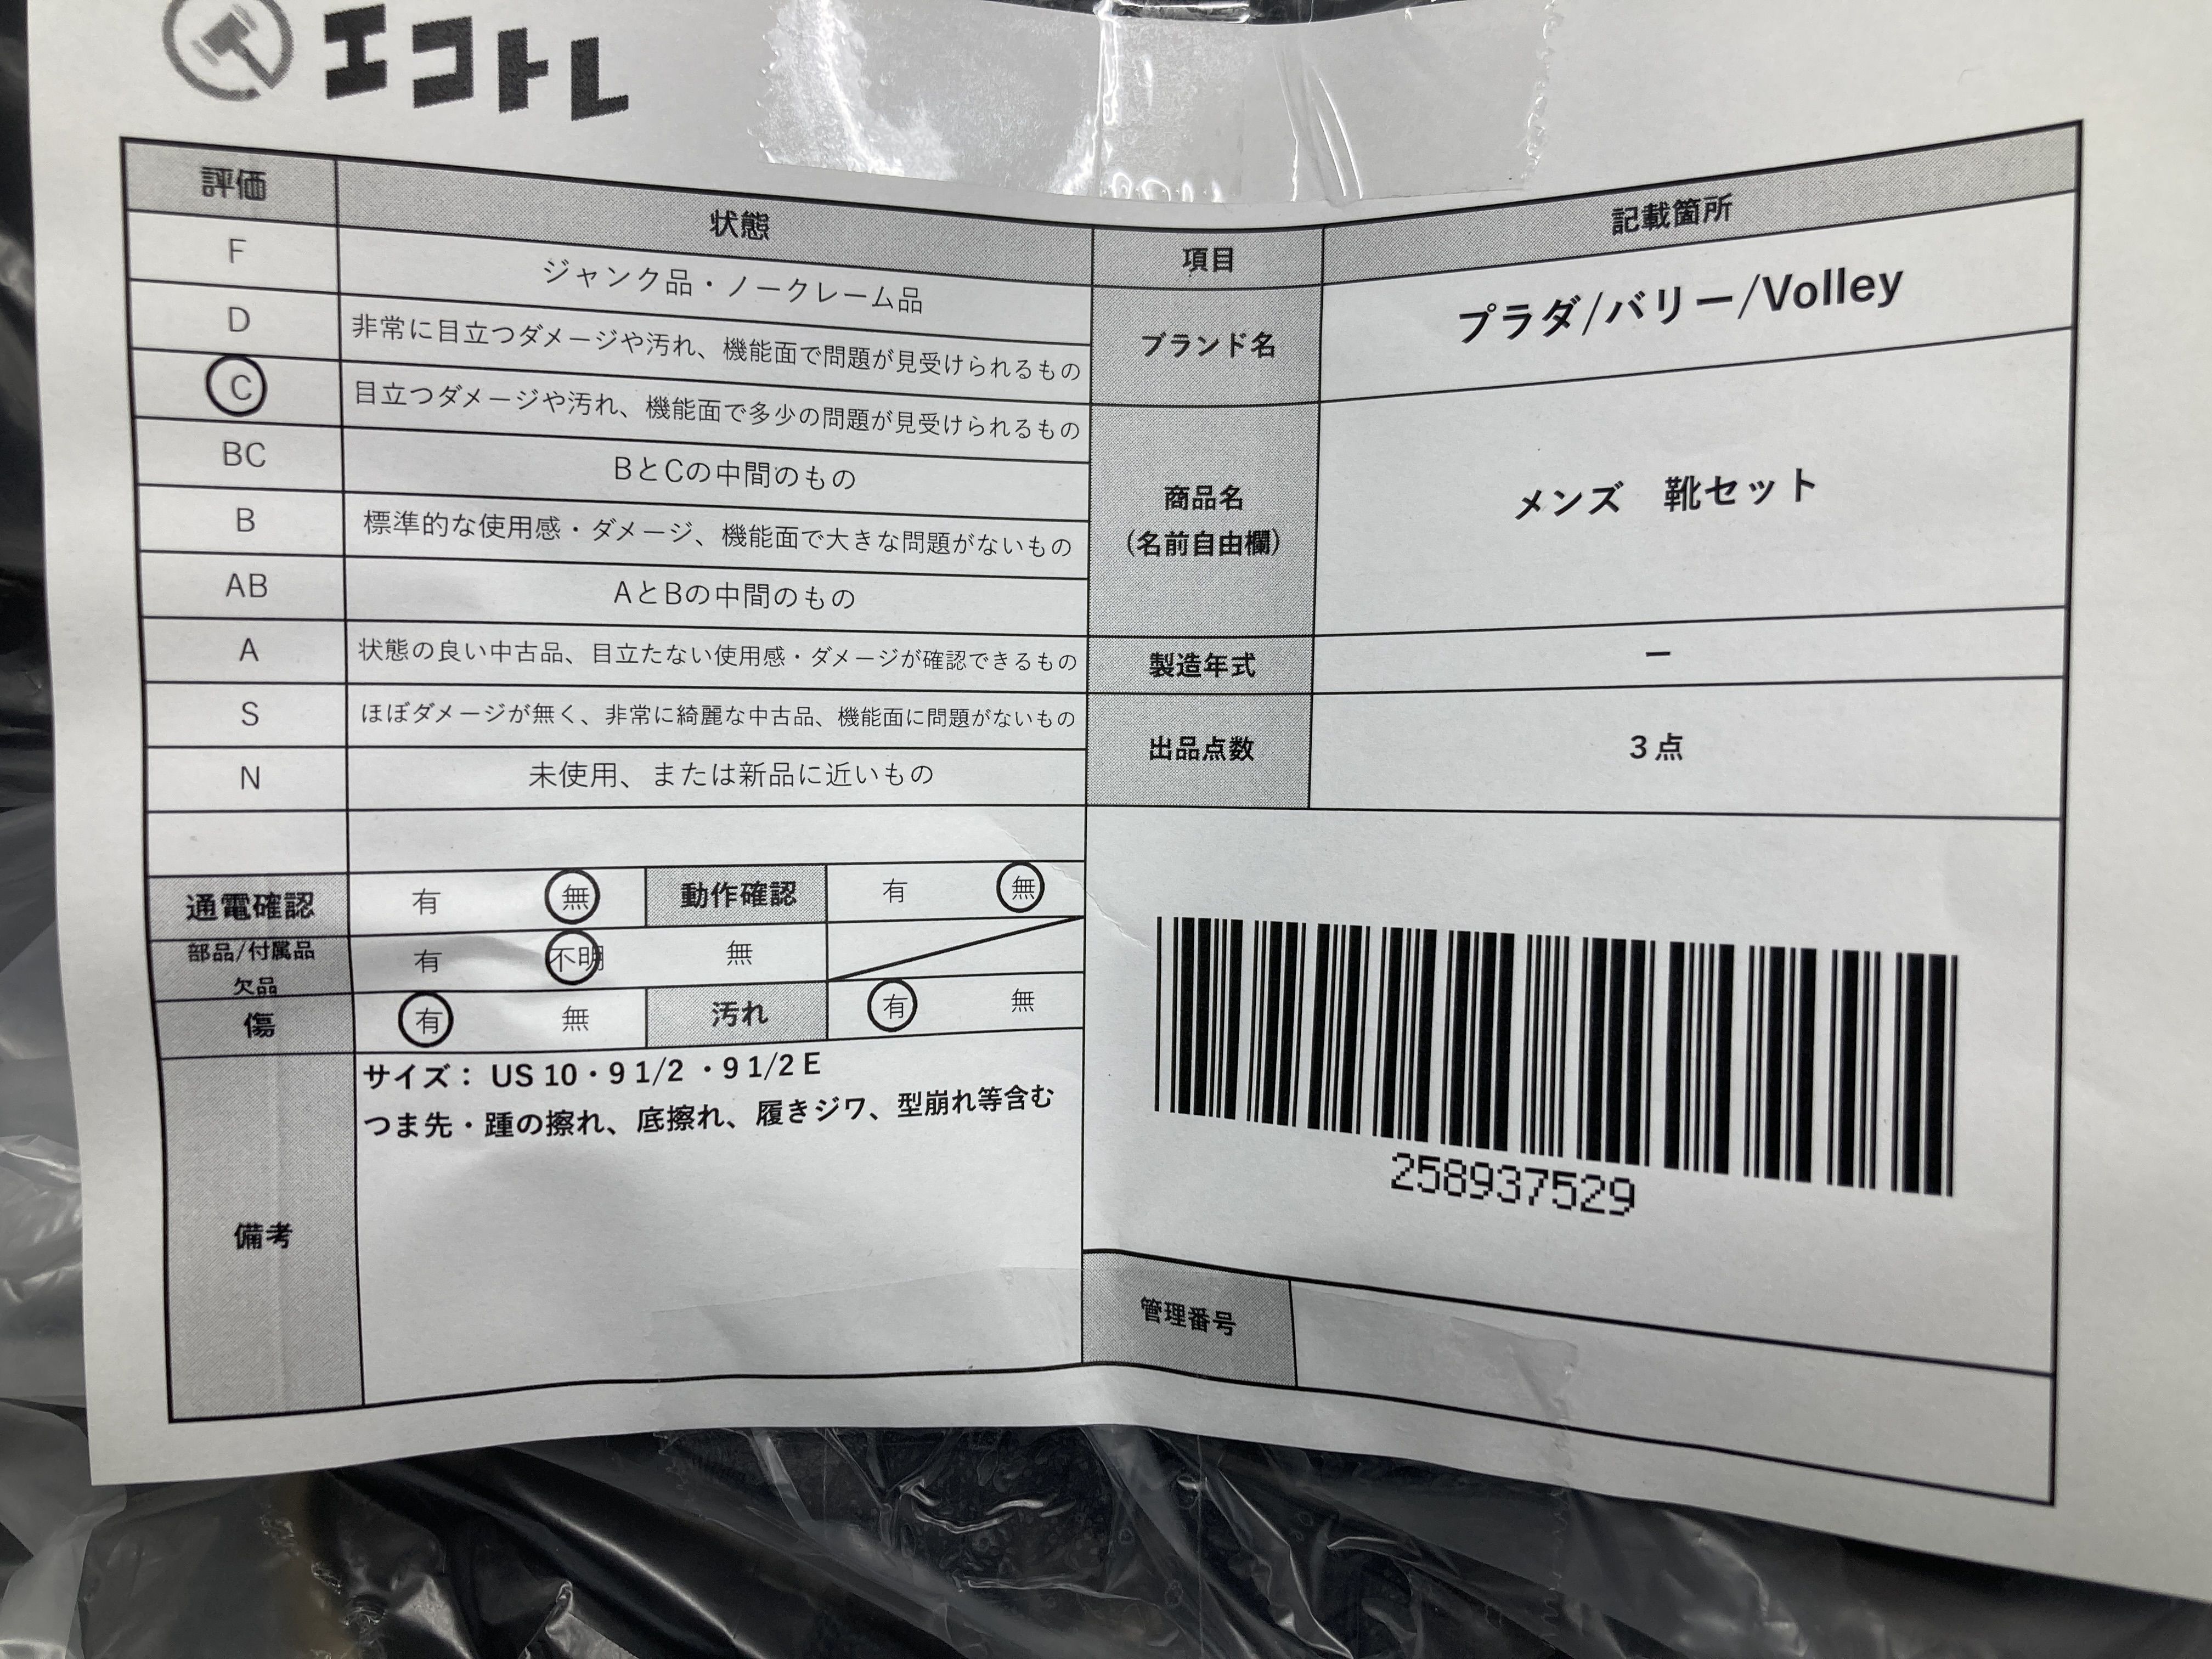 エコトレ
評価 状態
F ジャンク品・ノークレーム品
D 非常に目立つダメージや汚れ、機能面で問題が見受けられるもの
C 目立つダメージや汚れ、機能面で多少の問題が見受けられるもの
BC BとCの中間のもの
B 標準的な使用感・ダメージ、機能面で大きな問題がないもの
AB AとBの中間のもの
A 状態の良い中古品、目立たない使用感・ダメージが確認できるもの
S ほぼダメージが無く、非常に綺麗な中古品、機能面に問題がないもの
N 未使用、または新品に近いもの
通電確認 有 無 動作確認 有 無
部品/付属品
欠品 有 不明 無
傷 有 無 汚れ 有 無
備考
サイズ： US 10・9 1/2 ・9 1/2 E
つま先・踵の擦れ、底擦れ、履きジワ、型崩れ等含む
項目 記載箇所
ブランド名 プラダ/バリー/Volley
商品名
（名前自由欄） メンズ　靴セット
製造年式 ー
出品点数 3点
258937529
管理番号